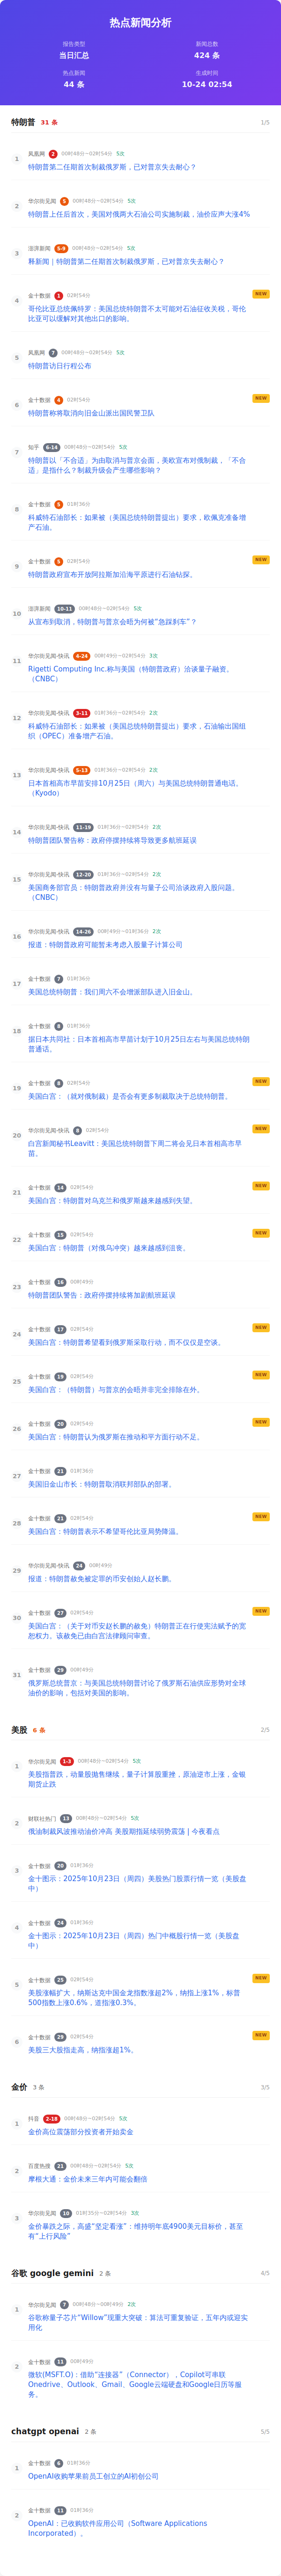 热点新闻分析
报告类型
当日汇总
新闻总数
424 条
热点新闻
44 条
生成时间
10-24 02:54
特朗普 31 条 1/5
1
凤凰网 2 00时48分~02时54分 5次
特朗普第二任期首次制裁俄罗斯，已对普京失去耐心？
2
华尔街见闻 5 00时48分~02时54分 5次
特朗普上任后首次，美国对俄两大石油公司实施制裁，油价应声大涨4%
3
澎湃新闻 5-9 00时48分~02时54分 5次
释新闻｜特朗普第二任期首次制裁俄罗斯，已对普京失去耐心？
4
金十数据 1 02时54分 NEW
哥伦比亚总统佩特罗：美国总统特朗普不太可能对石油征收关税，哥伦
比亚可以缓解对其他出口的影响。
5
凤凰网 7 00时48分~02时54分 5次
特朗普访日行程公布
6
金十数据 4 02时54分 NEW
特朗普称将取消向旧金山派出国民警卫队
7
知乎 6-14 00时48分~02时54分 5次
特朗普以「不合适」为由取消与普京会面，美欧宣布对俄制裁，「不合
适」是指什么？制裁升级会产生哪些影响？
8
金十数据 5 01时36分
科威特石油部长：如果被（美国总统特朗普提出）要求，欧佩克准备增
产石油。
9
金十数据 5 02时54分 NEW
特朗普政府宣布开放阿拉斯加沿海平原进行石油钻探。
10
澎湃新闻 10-11 00时48分~02时54分 5次
从宣布到取消，特朗普与普京会晤为何被“急踩刹车”？
11
华尔街见闻-快讯 4-24 00时49分~02时54分 3次
Rigetti Computing Inc.称与美国（特朗普政府）洽谈量子融资。
（CNBC）
12
华尔街见闻-快讯 3-11 01时36分~02时54分 2次
科威特石油部长：如果被（美国总统特朗普提出）要求，石油输出国组
织（OPEC）准备增产石油。
13
华尔街见闻-快讯 5-13 01时36分~02时54分 2次
日本首相高市早苗安排10月25日（周六）与美国总统特朗普通电话。
（Kyodo）
14
华尔街见闻-快讯 11-19 01时36分~02时54分 2次
特朗普团队警告称：政府停摆持续将导致更多航班延误
15
华尔街见闻-快讯 12-20 01时36分~02时54分 2次
美国商务部官员：特朗普政府并没有与量子公司洽谈政府入股问题。
（CNBC）
16
华尔街见闻-快讯 14-26 00时49分~01时36分 2次
报道：特朗普政府可能暂未考虑入股量子计算公司
17
金十数据 7 01时36分
美国总统特朗普：我们周六不会增派部队进入旧金山。
18
金十数据 8 01时36分
据日本共同社：日本首相高市早苗计划于10月25日左右与美国总统特朗
普通话。
19
金十数据 9 02时54分 NEW
美国白宫：（就对俄制裁）是否会有更多制裁取决于总统特朗普。
20
华尔街见闻-快讯 9 02时54分 NEW
白宫新闻秘书Leavitt：美国总统特朗普下周二将会见日本首相高市早
苗。
21
金十数据 14 02时54分 NEW
美国白宫：特朗普对乌克兰和俄罗斯越来越感到失望。
22
金十数据 15 02时54分 NEW
美国白宫：特朗普（对俄乌冲突）越来越感到沮丧。
23
金十数据 16 00时49分
特朗普团队警告：政府停摆持续将加剧航班延误
24
金十数据 17 02时54分 NEW
美国白宫：特朗普希望看到俄罗斯采取行动，而不仅仅是空谈。
25
金十数据 19 02时54分 NEW
美国白宫：（特朗普）与普京的会晤并非完全排除在外。
26
金十数据 20 02时54分 NEW
美国白宫：特朗普认为俄罗斯在推动和平方面行动不足。
27
金十数据 21 01时36分
美国旧金山市长：特朗普取消联邦部队的部署。
28
金十数据 21 02时54分 NEW
美国白宫：特朗普表示不希望哥伦比亚局势降温。
29
华尔街见闻-快讯 24 00时49分
报道：特朗普赦免被定罪的币安创始人赵长鹏。
30
金十数据 27 02时54分 NEW
美国白宫：（关于对币安赵长鹏的赦免）特朗普正在行使宪法赋予的宽
恕权力。该赦免已由白宫法律顾问审查。
31
金十数据 29 00时49分
俄罗斯总统普京：与美国总统特朗普讨论了俄罗斯石油供应形势对全球
油价的影响，包括对美国的影响。
美股 6 条 2/5
1
华尔街见闻 1-3 00时48分~02时54分 5次
美股指普跌，动量股抛售继续，量子计算股重挫，原油逆市上涨，金银
期货止跌
2
财联社热门 13 00时48分~02时54分 5次
俄油制裁风波推动油价冲高 美股期指延续弱势震荡 | 今夜看点
3
金十数据 20 01时36分
金十图示：2025年10月23日（周四）美股热门股票行情一览（美股盘
中）
4
金十数据 24 01时36分
金十图示：2025年10月23日（周四）热门中概股行情一览（美股盘
中）
5
金十数据 25 02时54分 NEW
美股涨幅扩大，纳斯达克中国金龙指数涨超2%，纳指上涨1%，标普
500指数上涨0.6%，道指涨0.3%。
6
金十数据 29 02时54分 NEW
美股三大股指走高，纳指涨超1%。
金价 3 条 3/5
1
抖音 2-18 00时48分~02时54分 5次
金价高位震荡部分投资者开始卖金
2
百度热搜 21 00时48分~02时54分 5次
摩根大通：金价未来三年内可能会翻倍
3
华尔街见闻 10 01时35分~02时54分 3次
金价暴跌之际，高盛“坚定看涨”：维持明年底4900美元目标价，甚至
有“上行风险”
谷歌 google gemini 2 条 4/5
1
华尔街见闻 7 00时48分~00时49分 2次
谷歌称量子芯片“Willow”现重大突破：算法可重复验证，五年内或迎实
用化
2
金十数据 11 00时49分
微软(MSFT.O)：借助“连接器”（Connector），Copilot可串联
Onedrive、Outlook、Gmail、Google云端硬盘和Google日历等服
务。
chatgpt openai 2 条 5/5
1
金十数据 6 01时36分
OpenAI收购苹果前员工创立的AI初创公司
2
金十数据 11 01时36分
OpenAI：已收购软件应用公司（Software Applications
Incorporated）。